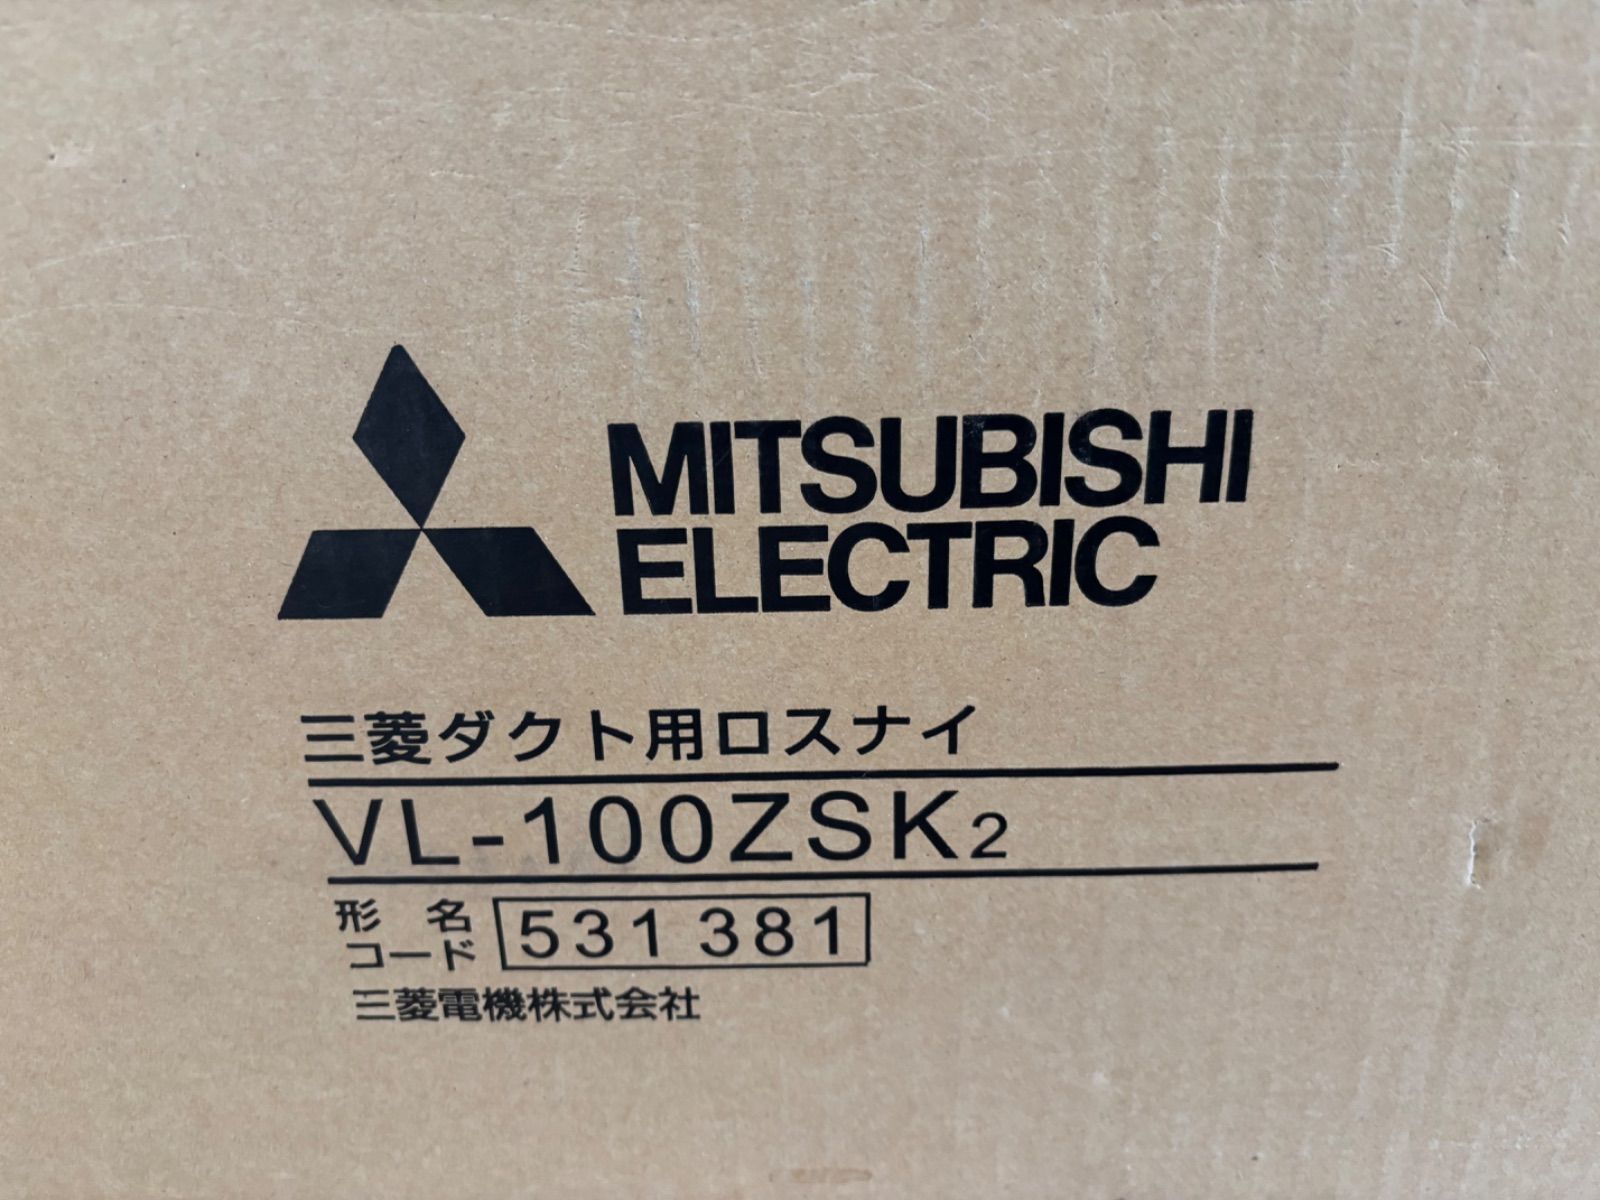 MITSUBISHI
ELECTRIC
三菱ダクト用ロスナイ
VL-100ZSK2
形名
コード 531 381
三菱電機株式会社